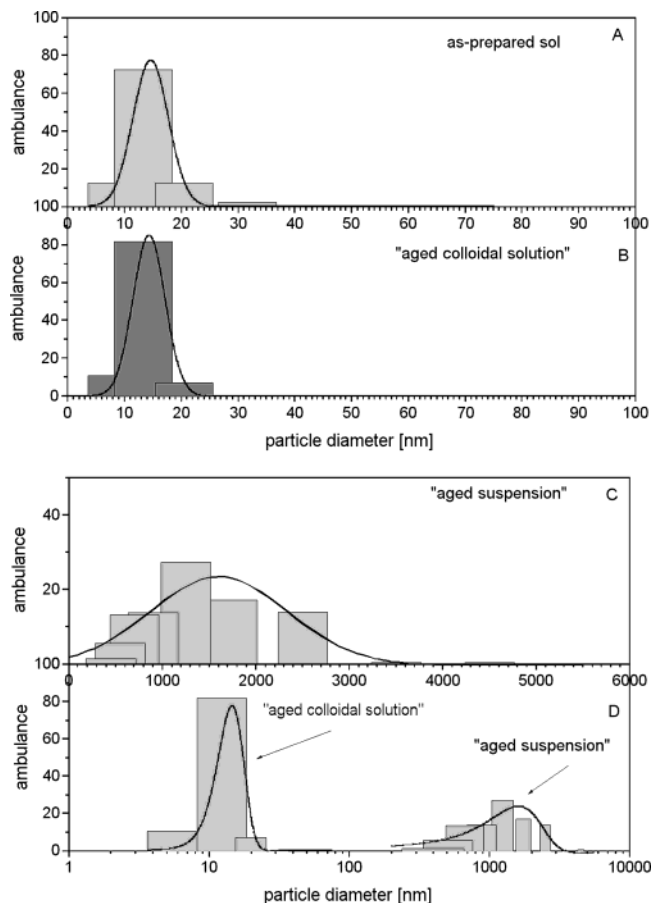 100
as-prepared sol A
80
60
40
20
100
ambulance
0 10 20 30 40 50 60 70 80 90 100
"aged colloidal solution"
B
80
60
40
20
0
ambulance
0 10 20 30 40 50 60 70 80 90 100
particle diameter [nm]
"aged suspension" C
40
20
100
ambulance
0 1000 2000 3000 4000 5000 6000
"aged colloidal solution"
D
"aged suspension"
80
60
40
20
0
ambulance
1 10 100 1000 10000
particle diameter [nm]